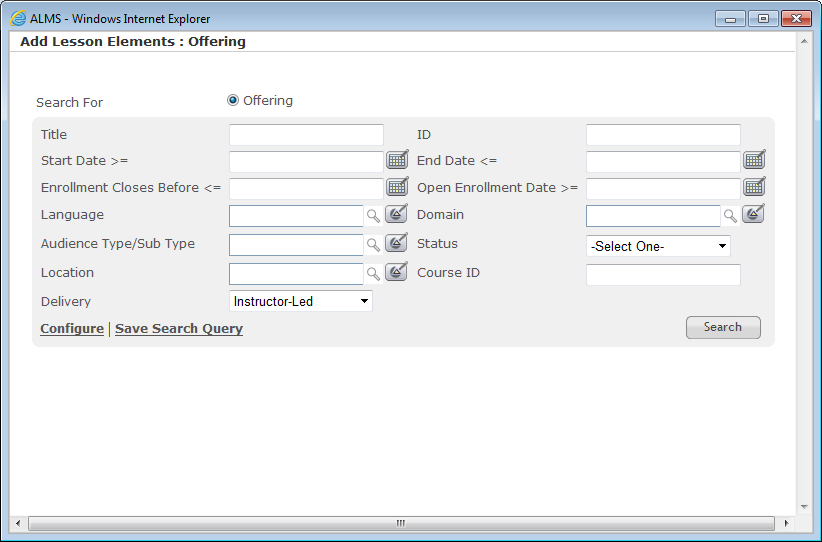 ALMS - Windows Internet Explorer
Add Lesson Elements : Offering
Search For Offering
Title ID
Start Date >= End Date <=
Enrollment Closes Before <= Open Enrollment Date >=
Language Domain
Audience Type/Sub Type Status -Select One-
Location Course ID
Delivery Instructor-Led
Configure | Save Search Query Search